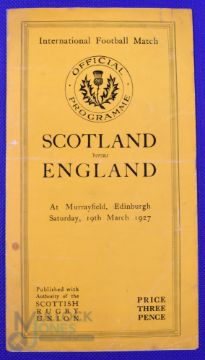 International Football Match
OFFICIAL
PROGRAMME
SCOTLAND
versus
ENGLAND
At Murrayfield, Edinburgh
Saturday, 19th March 1927
Published with
Authority of the
SCOTTISH
RUGBY
UNION
PRICE
THREE
PENCE